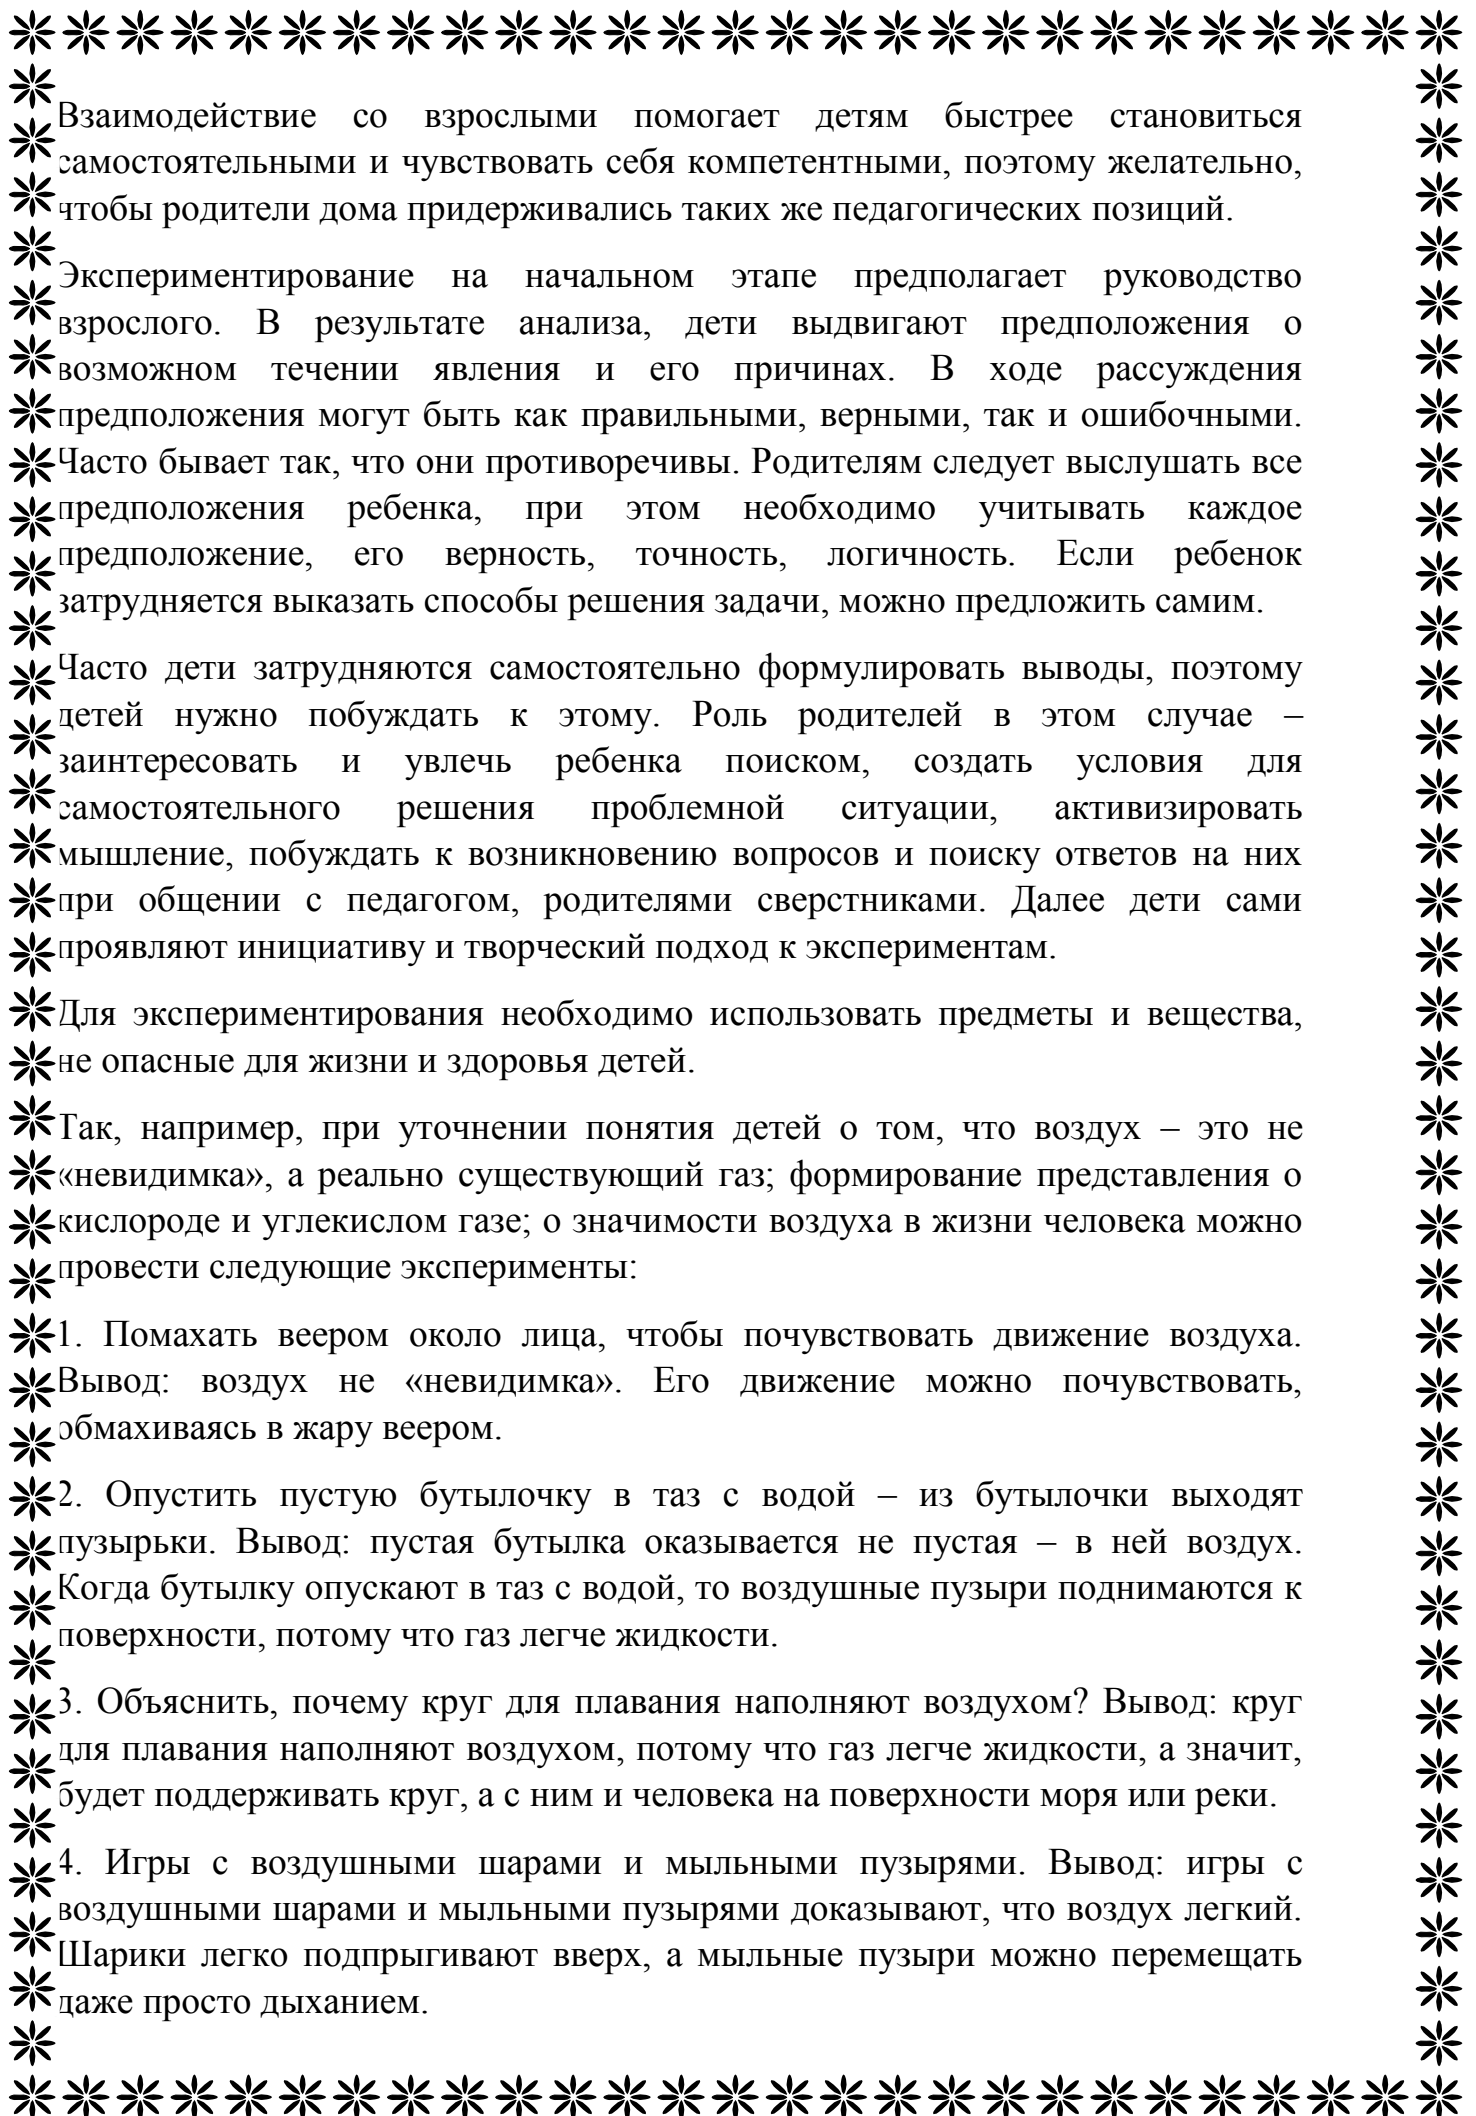 Взаимодействие со взрослыми помогает детям быстрее становиться
самостоятельными и чувствовать себя компетентными, поэтому желательно,
чтобы родители дома придерживались таких же педагогических позиций.
Экспериментирование на начальном этапе предполагает руководство
взрослого. В результате анализа, дети выдвигают предположения о
возможном течении явления и его причинах. В ходе рассуждения
предположения могут быть как правильными, верными, так и ошибочными.
Часто бывает так, что они противоречивы. Родителям следует выслушать все
предположения ребенка, при этом необходимо учитывать каждое
предположение, его верность, точность, логичность. Если ребенок
затрудняется выказать способы решения задачи, можно предложить самим.
Часто дети затрудняются самостоятельно формулировать выводы, поэтому
детей нужно побуждать к этому. Роль родителей в этом случае –
заинтересовать и увлечь ребенка поиском, создать условия для
самостоятельного решения проблемной ситуации, активизировать
мышление, побуждать к возникновению вопросов и поиску ответов на них
при общении с педагогом, родителями сверстниками. Далее дети сами
проявляют инициативу и творческий подход к экспериментам.
Для экспериментирования необходимо использовать предметы и вещества,
не опасные для жизни и здоровья детей.
Так, например, при уточнении понятия детей о том, что воздух – это не
«невидимка», а реально существующий газ; формирование представления о
кислороде и углекислом газе; о значимости воздуха в жизни человека можно
провести следующие эксперименты:
1. Помахать веером около лица, чтобы почувствовать движение воздуха.
Вывод: воздух не «невидимка». Его движение можно почувствовать,
обмахиваясь в жару веером.
2. Опустить пустую бутылочку в таз с водой – из бутылочки выходят
пузырьки. Вывод: пустая бутылка оказывается не пустая – в ней воздух.
Когда бутылку опускают в таз с водой, то воздушные пузыри поднимаются к
поверхности, потому что газ легче жидкости.
3. Объяснить, почему круг для плавания наполняют воздухом? Вывод: круг
для плавания наполняют воздухом, потому что газ легче жидкости, а значит,
будет поддерживать круг, а с ним и человека на поверхности моря или реки.
4. Игры с воздушными шарами и мыльными пузырями. Вывод: игры с
воздушными шарами и мыльными пузырями доказывают, что воздух легкий.
Шарики легко подпрыгивают вверх, а мыльные пузыри можно перемещать
даже просто дыханием.